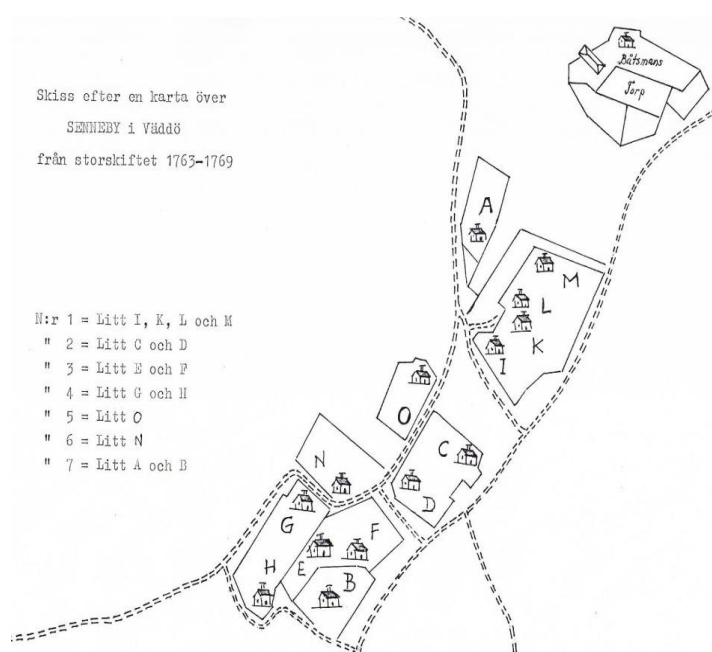 Skiss efter en karta över
SENNEBY i Väddö
från storskiftet 1763-1769
N:r 1 = Litt I, K, L och M
" 2 = Litt C och D
" 3 = Litt E och F
" 4 = Litt G och H
" 5 = Litt O
" 6 = Litt N
" 7 = Litt A och B
Båtsmans
Torp
A
M
L
K
I
O
C
D
N
G
F
H
E
B